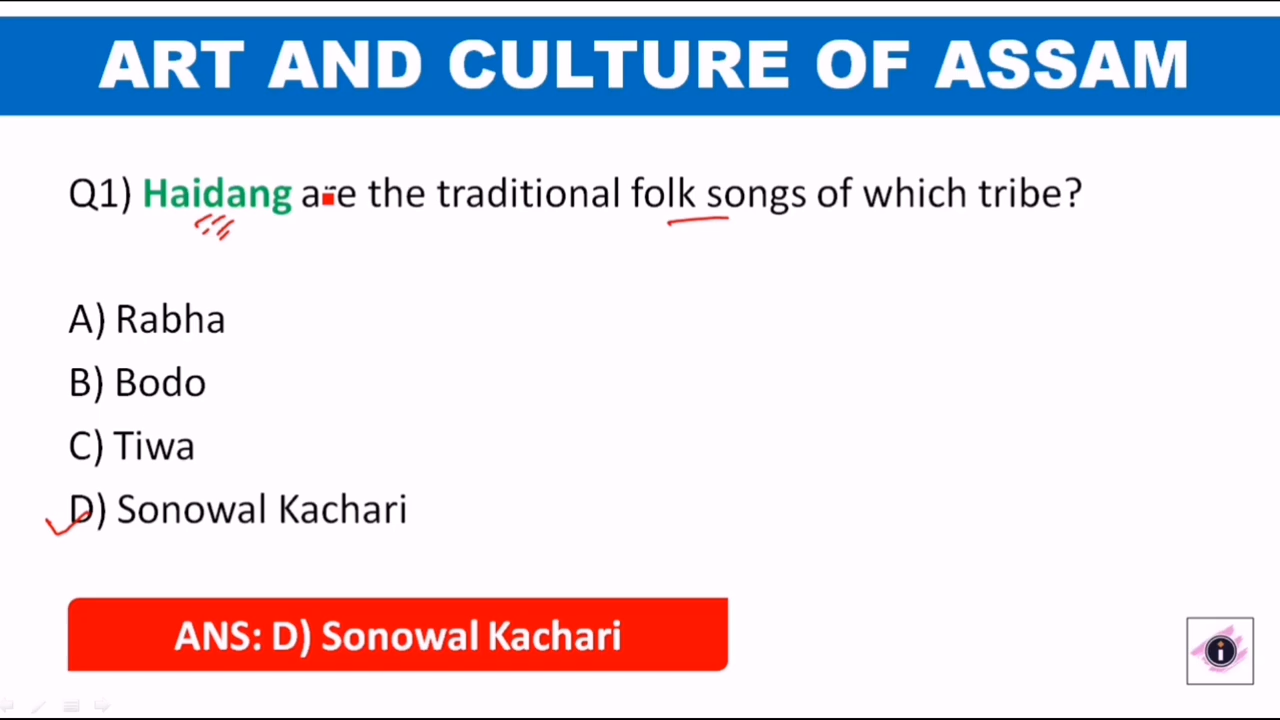 ART AND CULTURE OF ASSAM
Q1) Haidang are the traditional folk songs of which tribe?
A) Rabha
B) Bodo
C) Tiwa
D) Sonowal Kachari
ANS: D) Sonowal Kachari
i